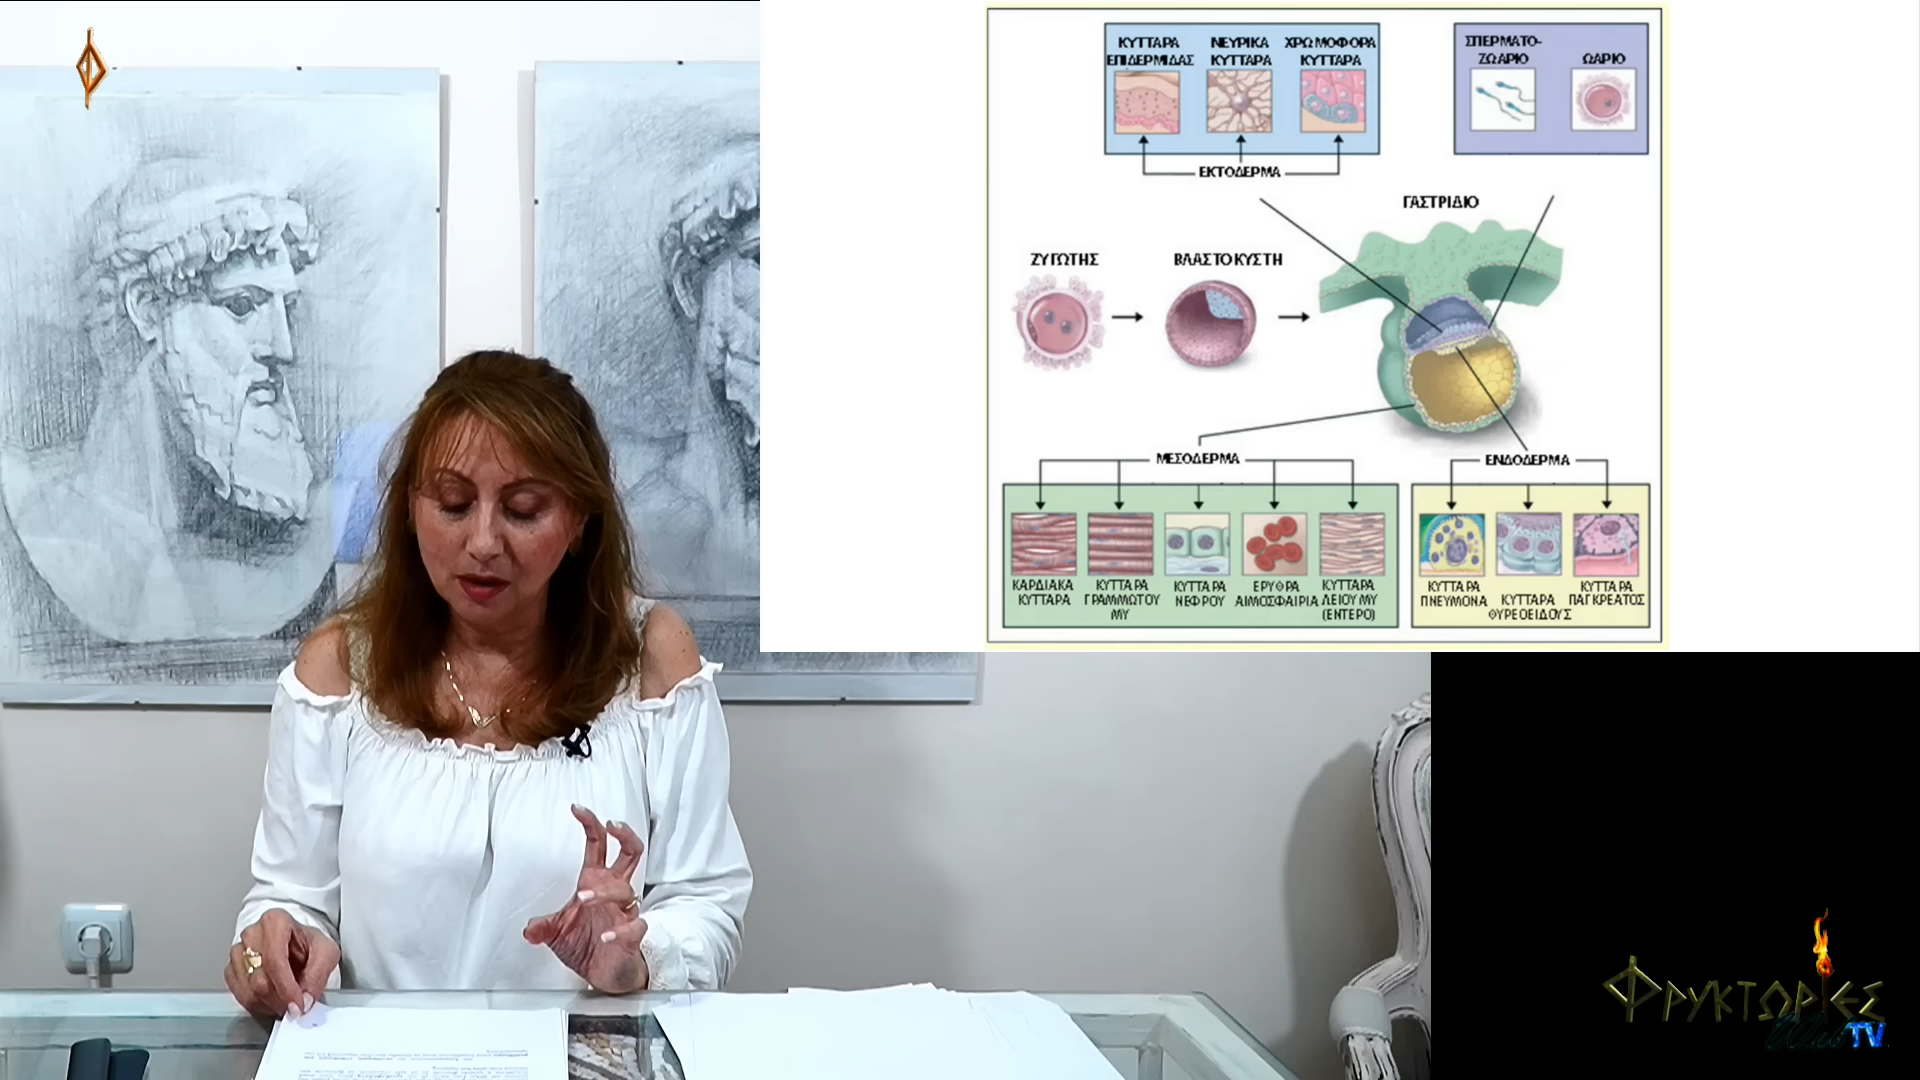 ΚΥΤΤΑΡΑ
ΕΠΙΔΕΡΜΙΔΑΣ
ΝΕΥΡΙΚΑ
ΚΥΤΤΑΡΑ
ΧΡΩΜΟΦΟΡΑ
ΚΥΤΤΑΡΑ
ΣΠΕΡΜΑΤΟ-
ΖΩΑΡΙΟ
ΩΑΡΙΟ
ΕΚΤΟΔΕΡΜΑ
ΓΑΣΤΡΙΔΙΟ
ΖΥΓΩΤΗΣ
ΒΛΑΣΤΟΚΥΣΤΗ
ΜΕΣΟΔΕΡΜΑ
ΕΝΔΟΔΕΡΜΑ
ΚΑΡΔΙΑΚΑ
ΚΥΤΤΑΡΑ
ΚΥΤΤΑΡΑ
ΓΡΑΜΜΩΤΟΥ
ΜΥ
ΚΥΤΤΑΡΑ
ΝΕΦΡΟΥ
ΕΡΥΘΡΑ
ΑΙΜΟΣΦΑΙΡΙΑ
ΚΥΤΤΑΡΑ
ΛΕΙΟΥ ΜΥ
(ΕΝΤΕΡΟ)
ΚΥΤΤΑΡΑ
ΠΝΕΥΜΟΝΑ
ΚΥΤΤΑΡΑ
ΘΥΡΕΟΕΙΔΟΥΣ
ΚΥΤΤΑΡΑ
ΠΑΓΚΡΕΑΤΟΣ
ΦΡΥΚΤΩΡΙΕΣ
Web TV